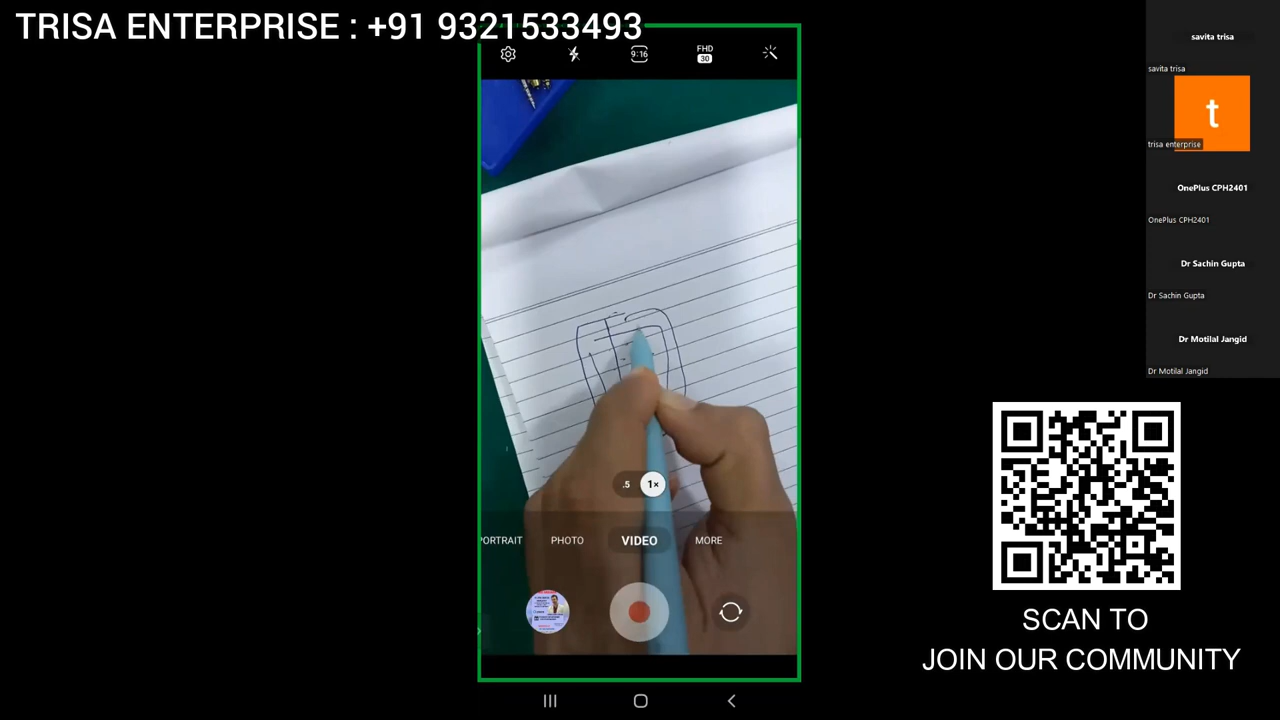 TRISA ENTERPRISE : +91 9321533493
9:16
FHD
30
.5
1×
PORTRAIT
PHOTO
VIDEO
MORE
savita trisa
savita trisa
t
trisa enterprise
OnePlus CPH2401
OnePlus CPH2401
Dr Sachin Gupta
Dr Sachin Gupta
Dr Motilal Jangid
Dr Motilal Jangid
SCAN TO
JOIN OUR COMMUNITY